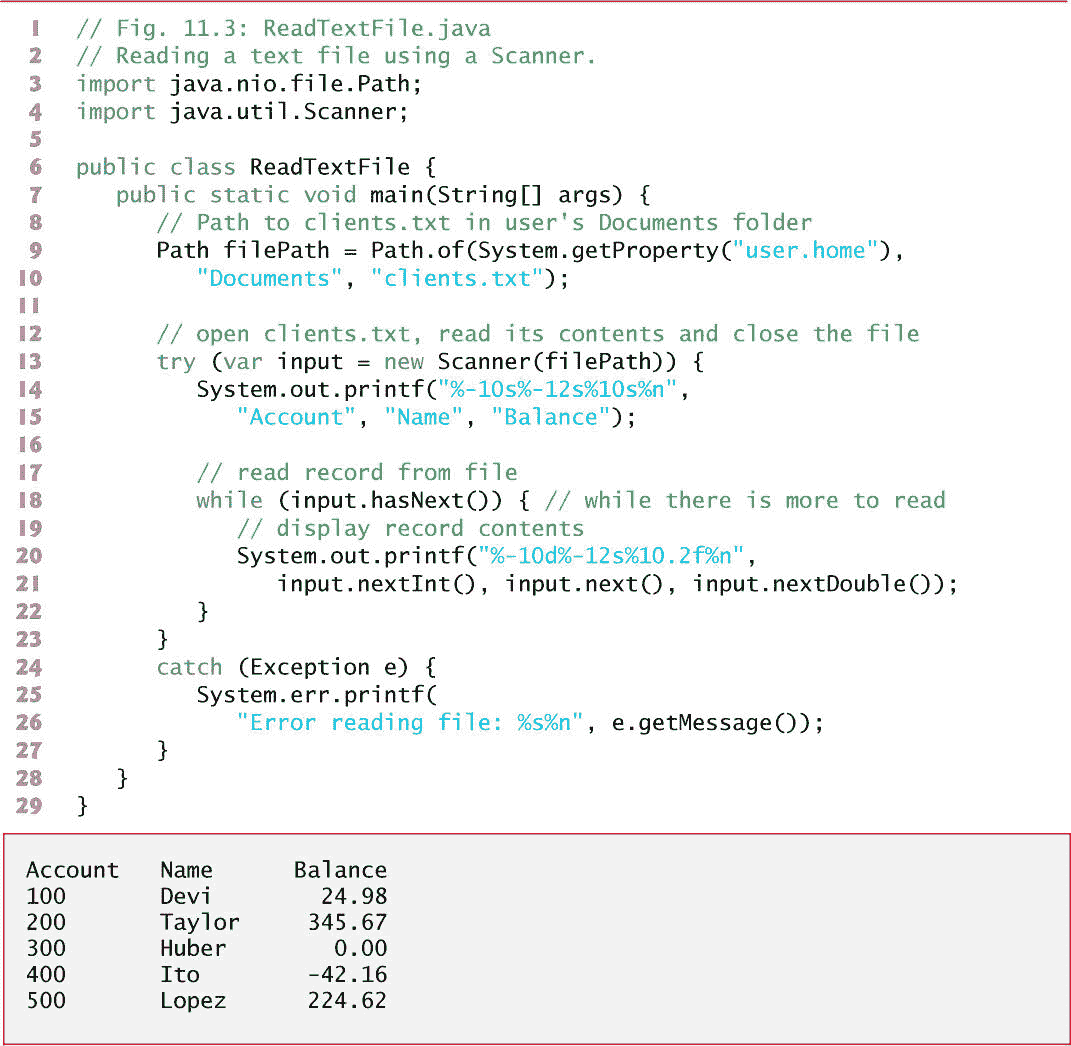 1 // Fig. 11.3: ReadTextFile.java
2 // Reading a text file using a Scanner.
3 import java.nio.file.Path;
4 import java.util.Scanner;
5
6 public class ReadTextFile {
7    public static void main(String[] args) {
8       // Path to clients.txt in user's Documents folder
9       Path filePath = Path.of(System.getProperty("user.home"),
10         "Documents", "clients.txt");
11
12      // open clients.txt, read its contents and close the file
13      try (var input = new Scanner(filePath)) {
14         System.out.printf("%-10s%-12s%10s%n",
15            "Account", "Name", "Balance");
16
17         // read record from file
18         while (input.hasNext()) { // while there is more to read
19            // display record contents
20            System.out.printf("%-10d%-12s%10.2f%n",
21               input.nextInt(), input.next(), input.nextDouble());
22         }
23      }
24      catch (Exception e) {
25         System.err.printf(
26            "Error reading file: %s%n", e.getMessage());
27      }
28   }
29 }
Account   Name      Balance
100       Devi        24.98
200       Taylor     345.67
300       Huber        0.00
400       Ito        -42.16
500       Lopez      224.62